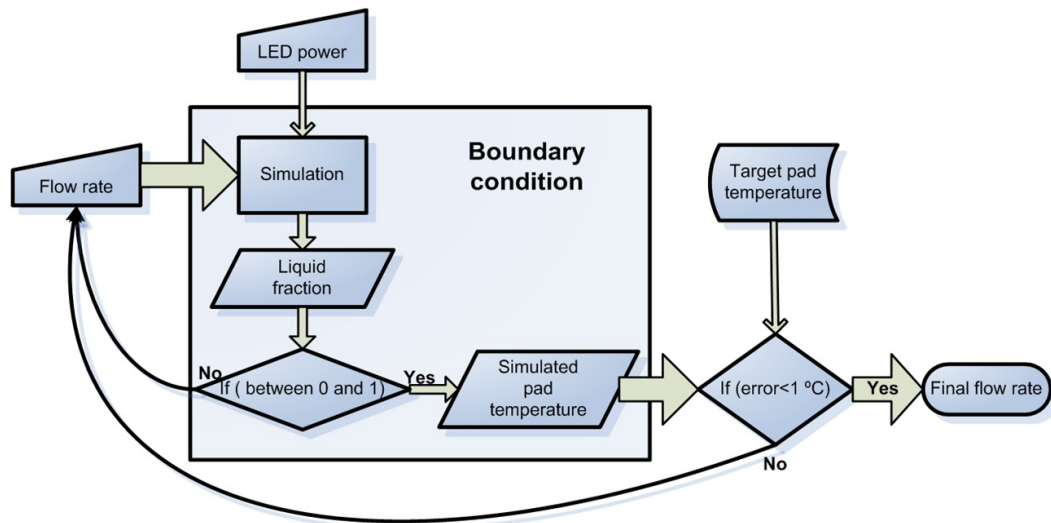 LED power
Boundary
condition
Flow rate
Simulation
Target pad
temperature
Liquid
fraction
No
If ( between 0 and 1)
Yes
Simulated
pad
temperature
If (error<1 ºC)
Yes
Final flow rate
No